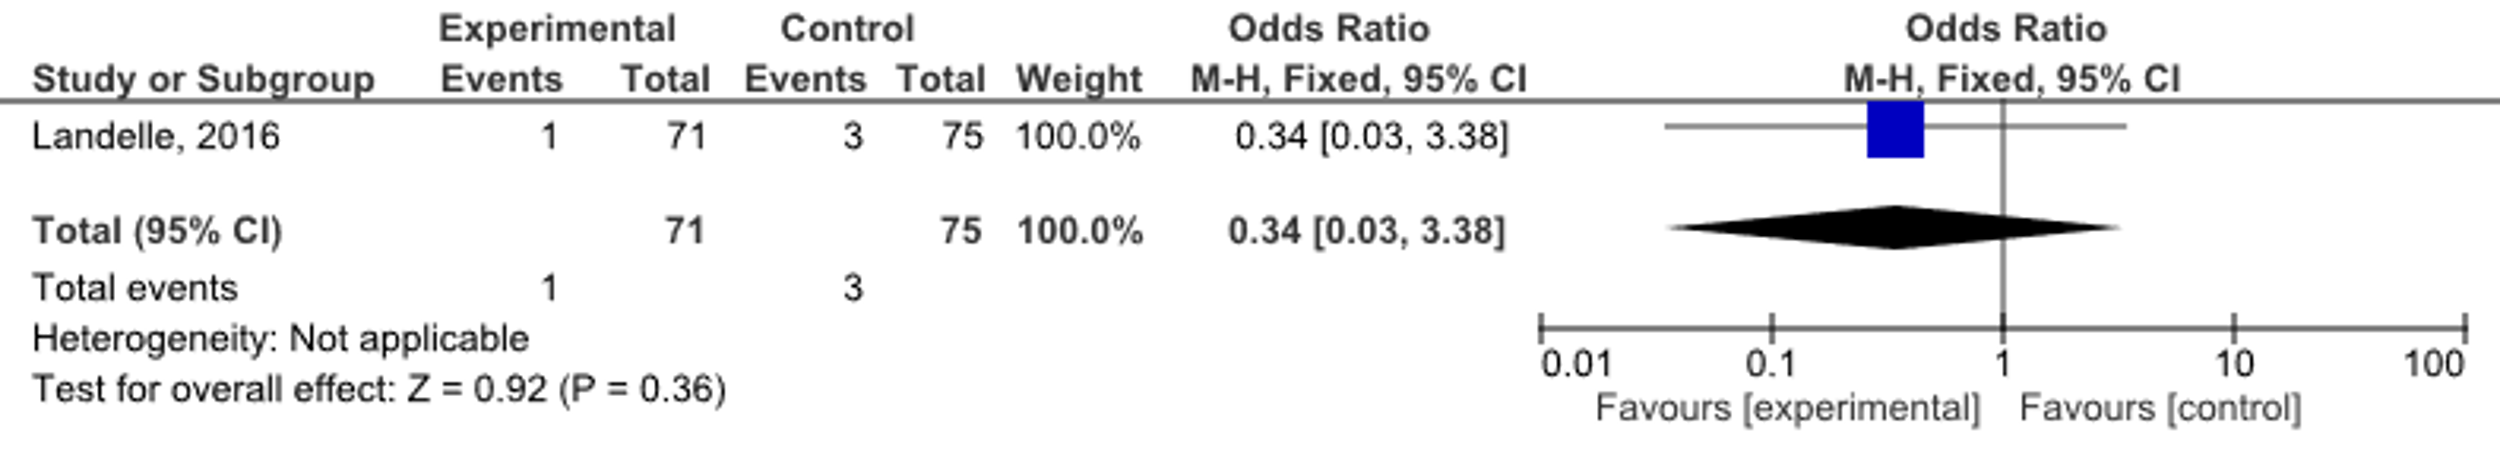 Experimental Control Odds Ratio Odds Ratio
Study or Subgroup Events Total Events Total Weight M-H, Fixed, 95% CI M-H, Fixed, 95% CI
Landelle, 2016 1 71 3 75 100.0% 0.34 [0.03, 3.38]
Total (95% CI) 71 75 100.0% 0.34 [0.03, 3.38]
Total events 1 3
Heterogeneity: Not applicable
Test for overall effect: Z = 0.92 (P = 0.36)
0.01 0.1 1 10 100
Favours [experimental] Favours [control]